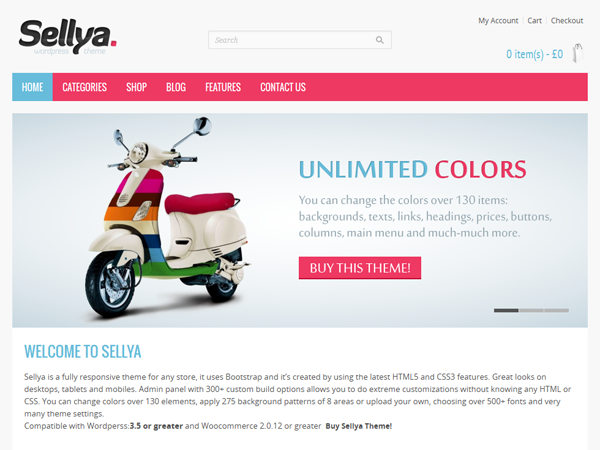 My Account Cart Checkout
Sellya.
wordpress theme
Search
0 item(s) - £0
HOME CATEGORIES SHOP BLOG FEATURES CONTACT US
UNLIMITED COLORS
You can change the colors over 130 items:
backgrounds, texts, links, headings, prices, buttons,
columns, main menu and much-much more.
BUY THIS THEME!
WELCOME TO SELLYA
Sellya is a fully responsive theme for any store, it uses Bootstrap and it's created by using the latest HTML5 and CSS3 features. Great looks on
desktops, tablets and mobiles. Admin panel with 300+ custom build options allows you to do extreme customizations without knowing any HTML or
CSS. You can change colors over 130 elements, apply 275 background patterns of 8 areas or upload your own, choosing over 500+ fonts and very
many theme settings.
Compatible with Wordperss:3.5 or greater and Woocommerce 2.0.12 or greater Buy Sellya Theme!